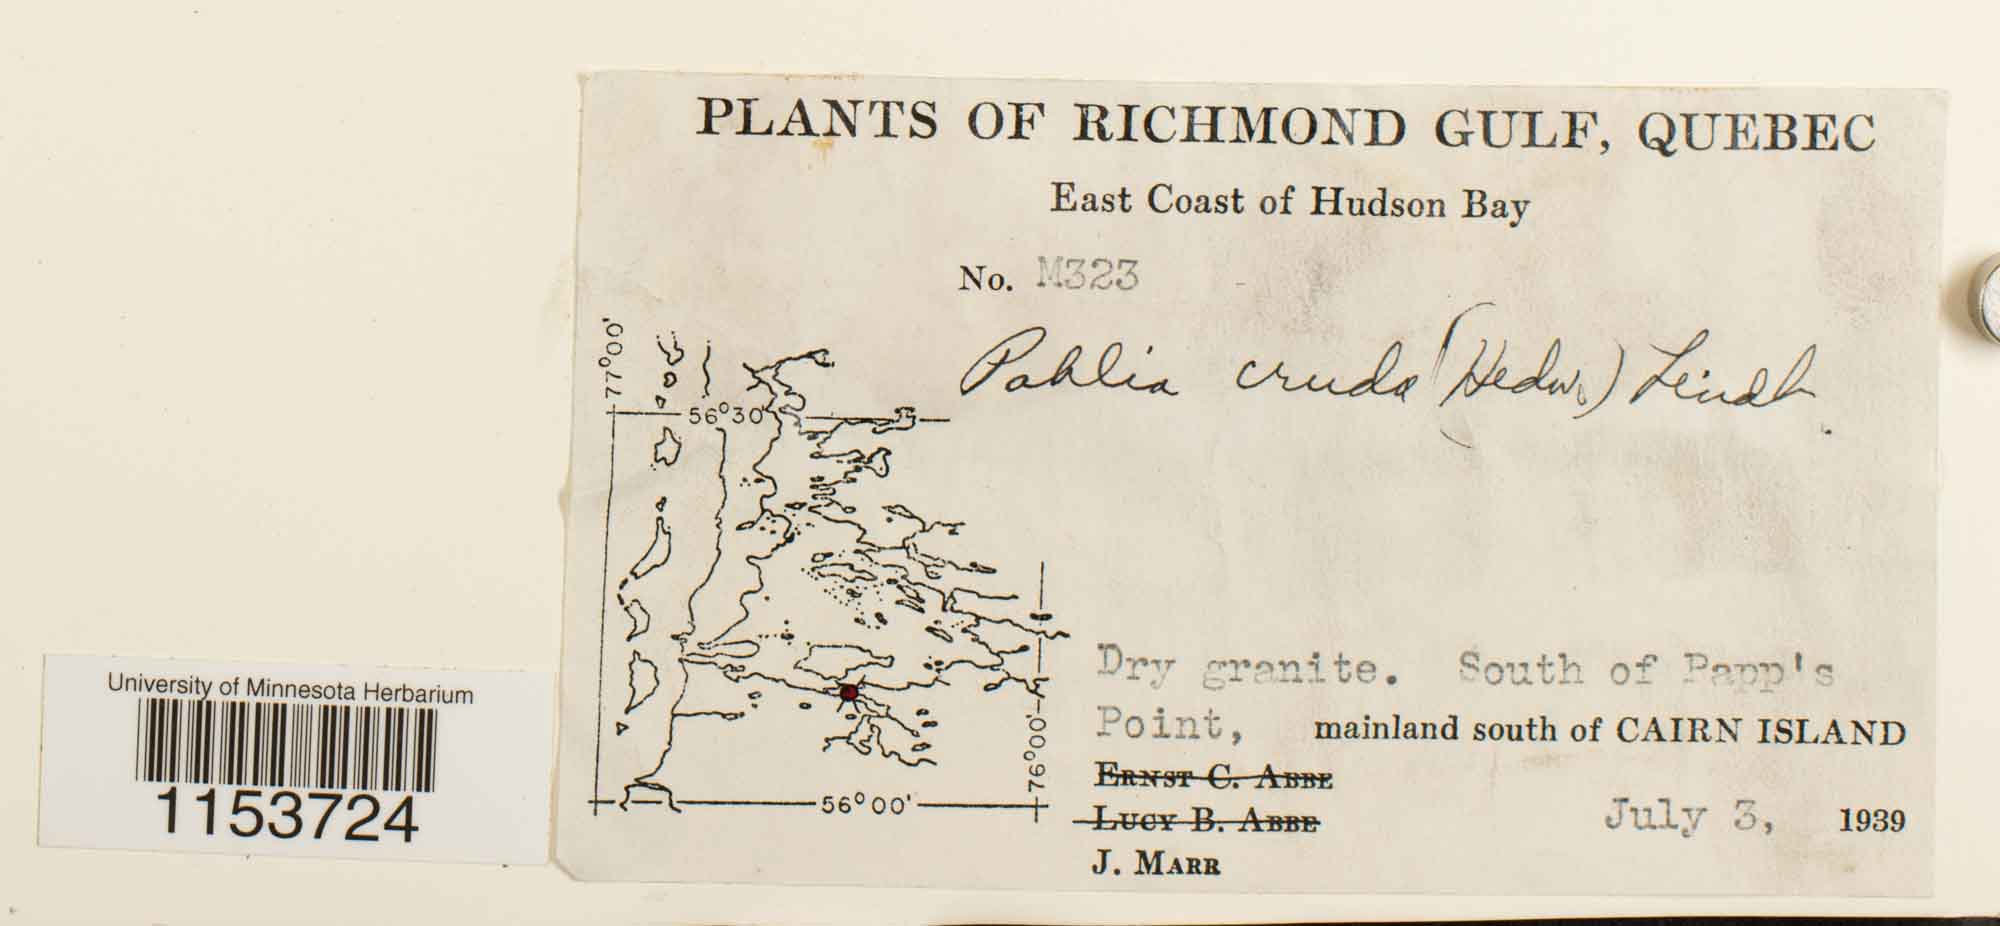 PLANTS OF RICHMOND GULF, QUEBEC
East Coast of Hudson Bay
No. M323
Pohlia cruda (Hedw.) Lindb.
77°00'
56°30'
76°00'
56°00'
Dry granite. South of Papp's
Point, mainland south of CAIRN ISLAND
ERNST C. ABBE
LUCY B. ABBE
July 3, 1939
J. MARR
University of Minnesota Herbarium
1153724